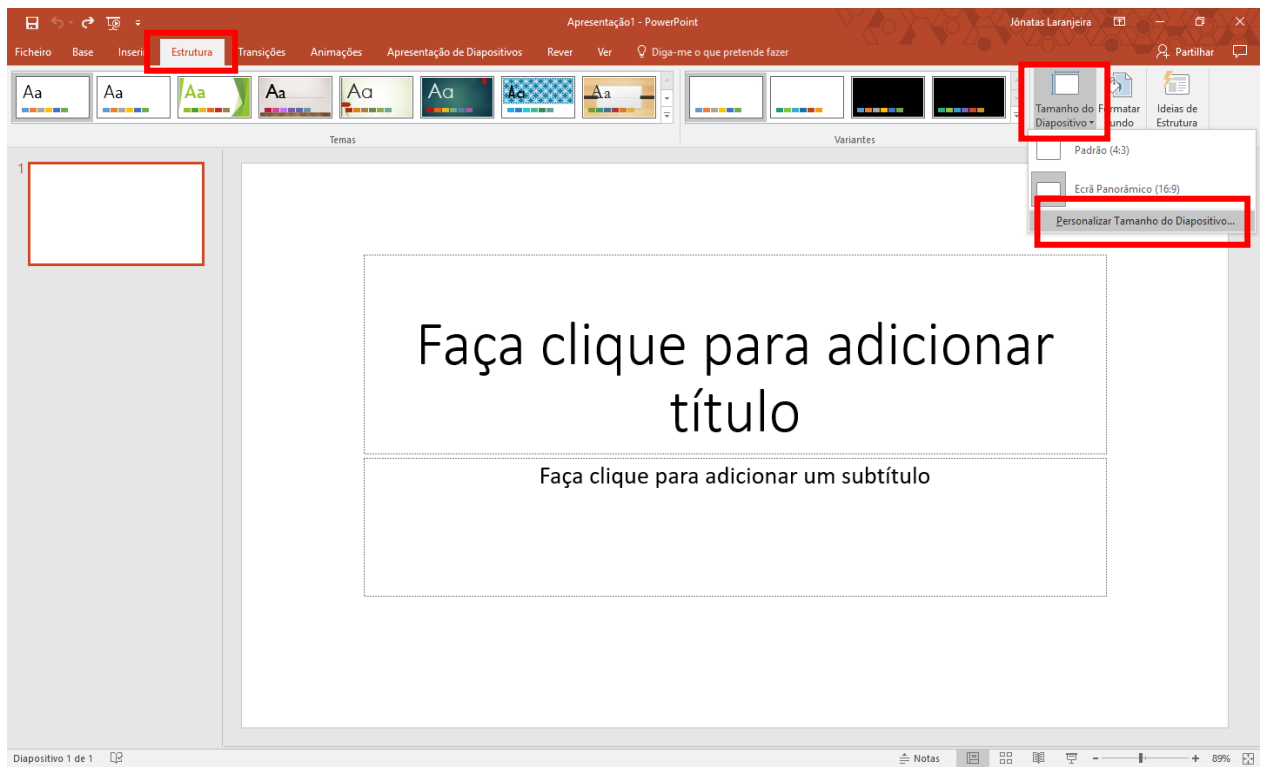 Apresentação1 - PowerPoint
Jónatas Laranjeira
Ficheiro Base Inserir Estrutura Transições Animações Apresentação de Diapositivos Rever Ver Diga-me o que pretende fazer Partilhar
Aa Aa Aa Aa Aa Aa Aa Aa
Tamanho do Diapositivo
Formatar
Ideias de Estrutura
Temas
Variantes
Padrão (4:3)
Ecrã Panorâmico (16:9)
Personalizar Tamanho do Diapositivo...
1
Faça clique para adicionar
título
Faça clique para adicionar um subtítulo
Diapositivo 1 de 1
Notas
89%